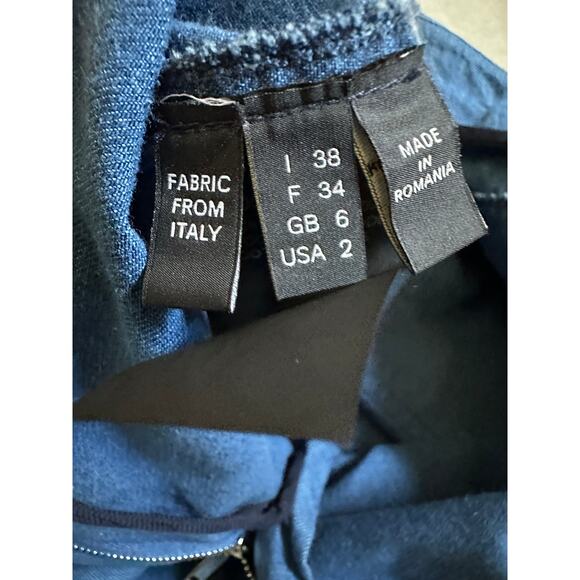 FABRIC
FROM
ITALY
I 38
F 34
GB 6
USA 2
MADE
IN
ROMANIA